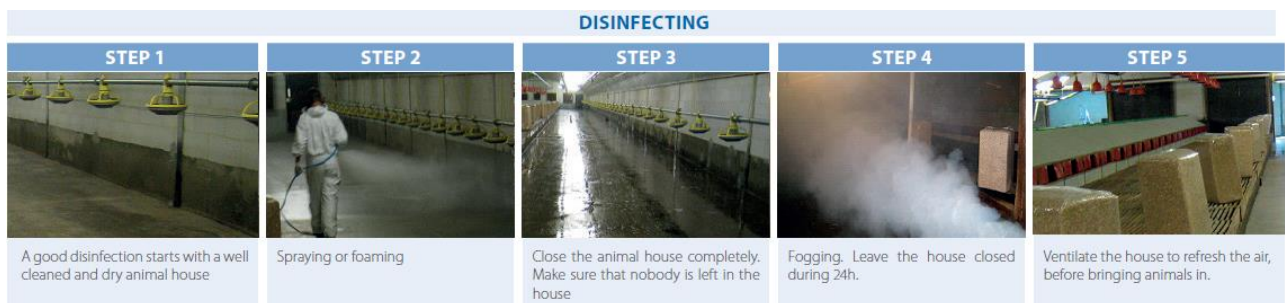 DISINFECTING
STEP 1
STEP 2
STEP 3
STEP 4
STEP 5
A good disinfection starts with a well
cleaned and dry animal house
Spraying or foaming
Close the animal house completely.
Make sure that nobody is left in the
house
Fogging. Leave the house closed
during 24h.
Ventilate the house to refresh the air,
before bringing animals in.